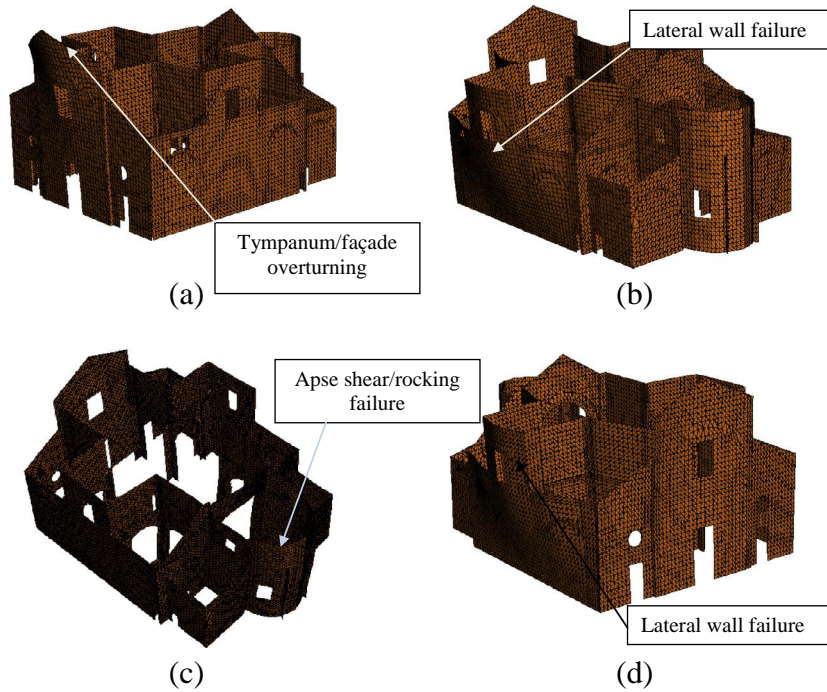 Lateral wall failure
Tympanum/façade
overturning
(a)
(b)
Apse shear/rocking
failure
Lateral wall failure
(c)
(d)